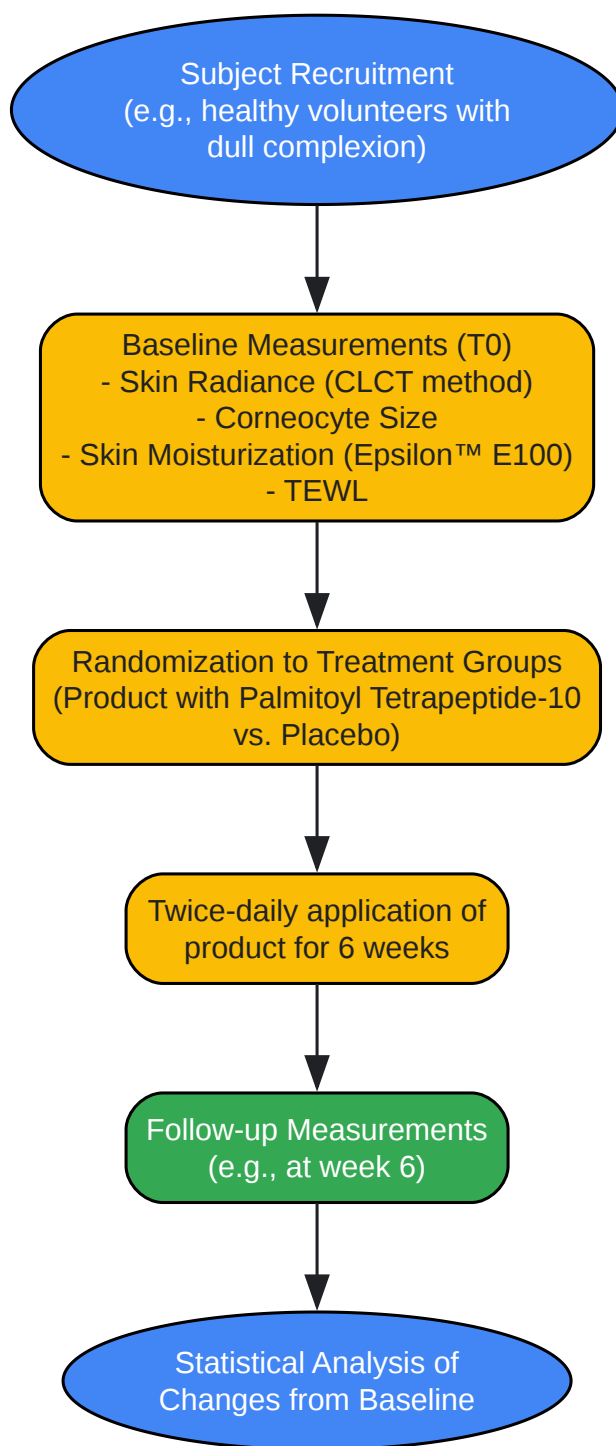 Subject Recruitment
(e.g., healthy volunteers with
dull complexion)
Baseline Measurements (T0)
- Skin Radiance (CLCT method)
- Corneocyte Size
- Skin Moisturization (Epsilon™ E100)
- TEWL
Randomization to Treatment Groups
(Product with Palmitoyl Tetrapeptide-10
vs. Placebo)
Twice-daily application of
product for 6 weeks
Follow-up Measurements
(e.g., at week 6)
Statistical Analysis of
Changes from Baseline